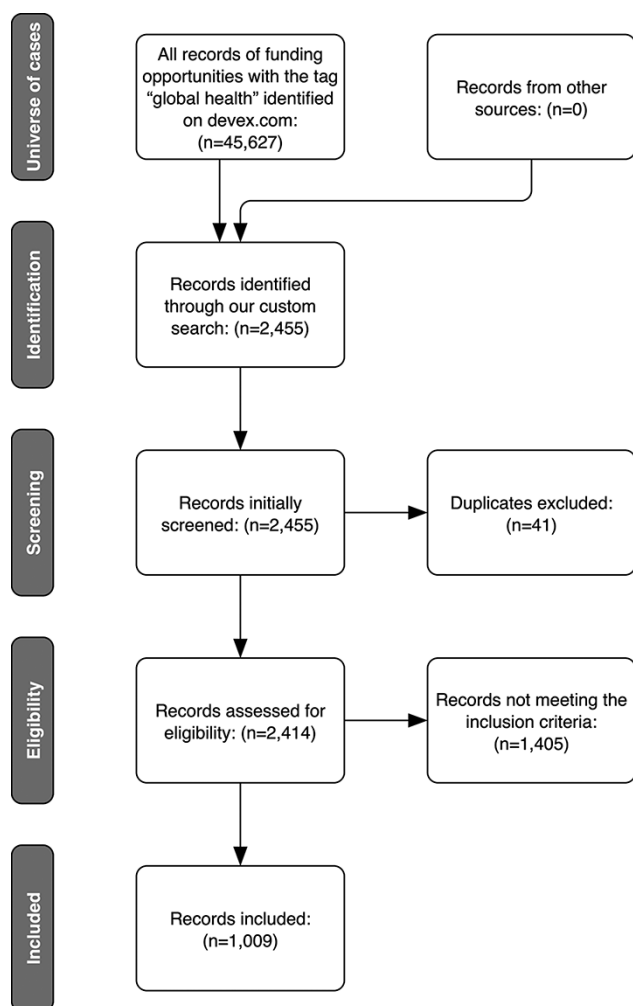 Universe of cases
All records of funding
opportunities with the tag
“global health” identified
on devex.com:
(n=45,627)
Records from other
sources: (n=0)
Identification
Records identified
through our custom
search: (n=2,455)
Screening
Records initially
screened: (n=2,455)
Duplicates excluded:
(n=41)
Eligibility
Records assessed for
eligibility: (n=2,414)
Records not meeting the
inclusion criteria:
(n=1,405)
Included
Records included:
(n=1,009)